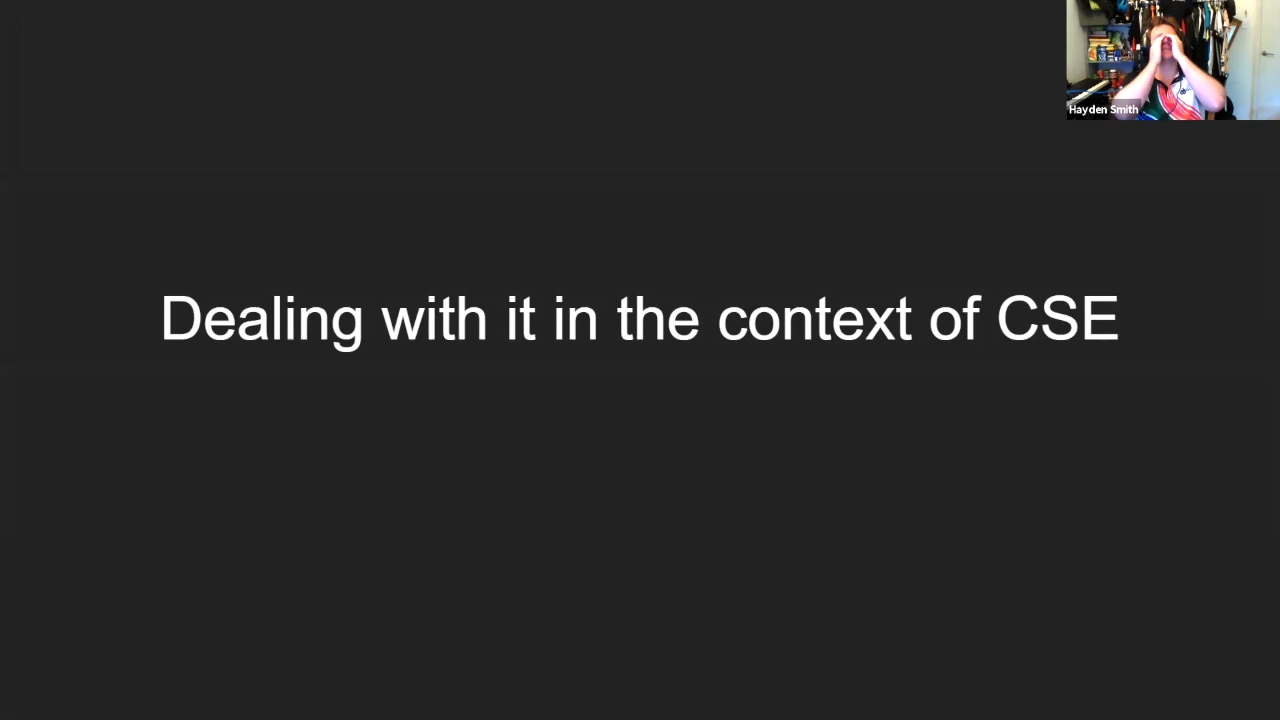 Hayden Smith
Dealing with it in the context of CSE